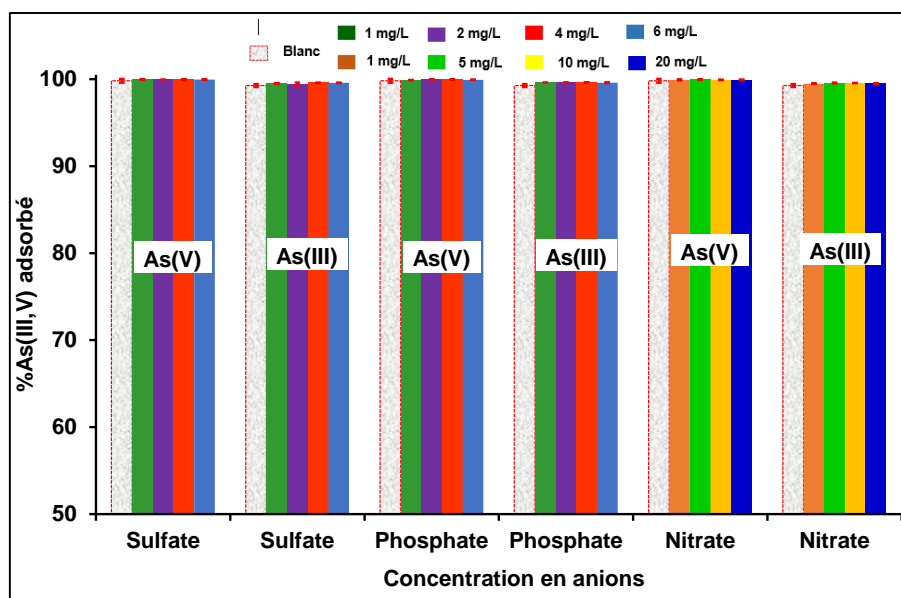 1 mg/L 2 mg/L 4 mg/L 6 mg/L
Blanc
1 mg/L 5 mg/L 10 mg/L 20 mg/L
%As(III,V) adsorbé
100
90
80
70
60
50
As(V) As(III) As(V) As(III) As(V) As(III)
Sulfate Sulfate Phosphate Phosphate Nitrate Nitrate
Concentration en anions